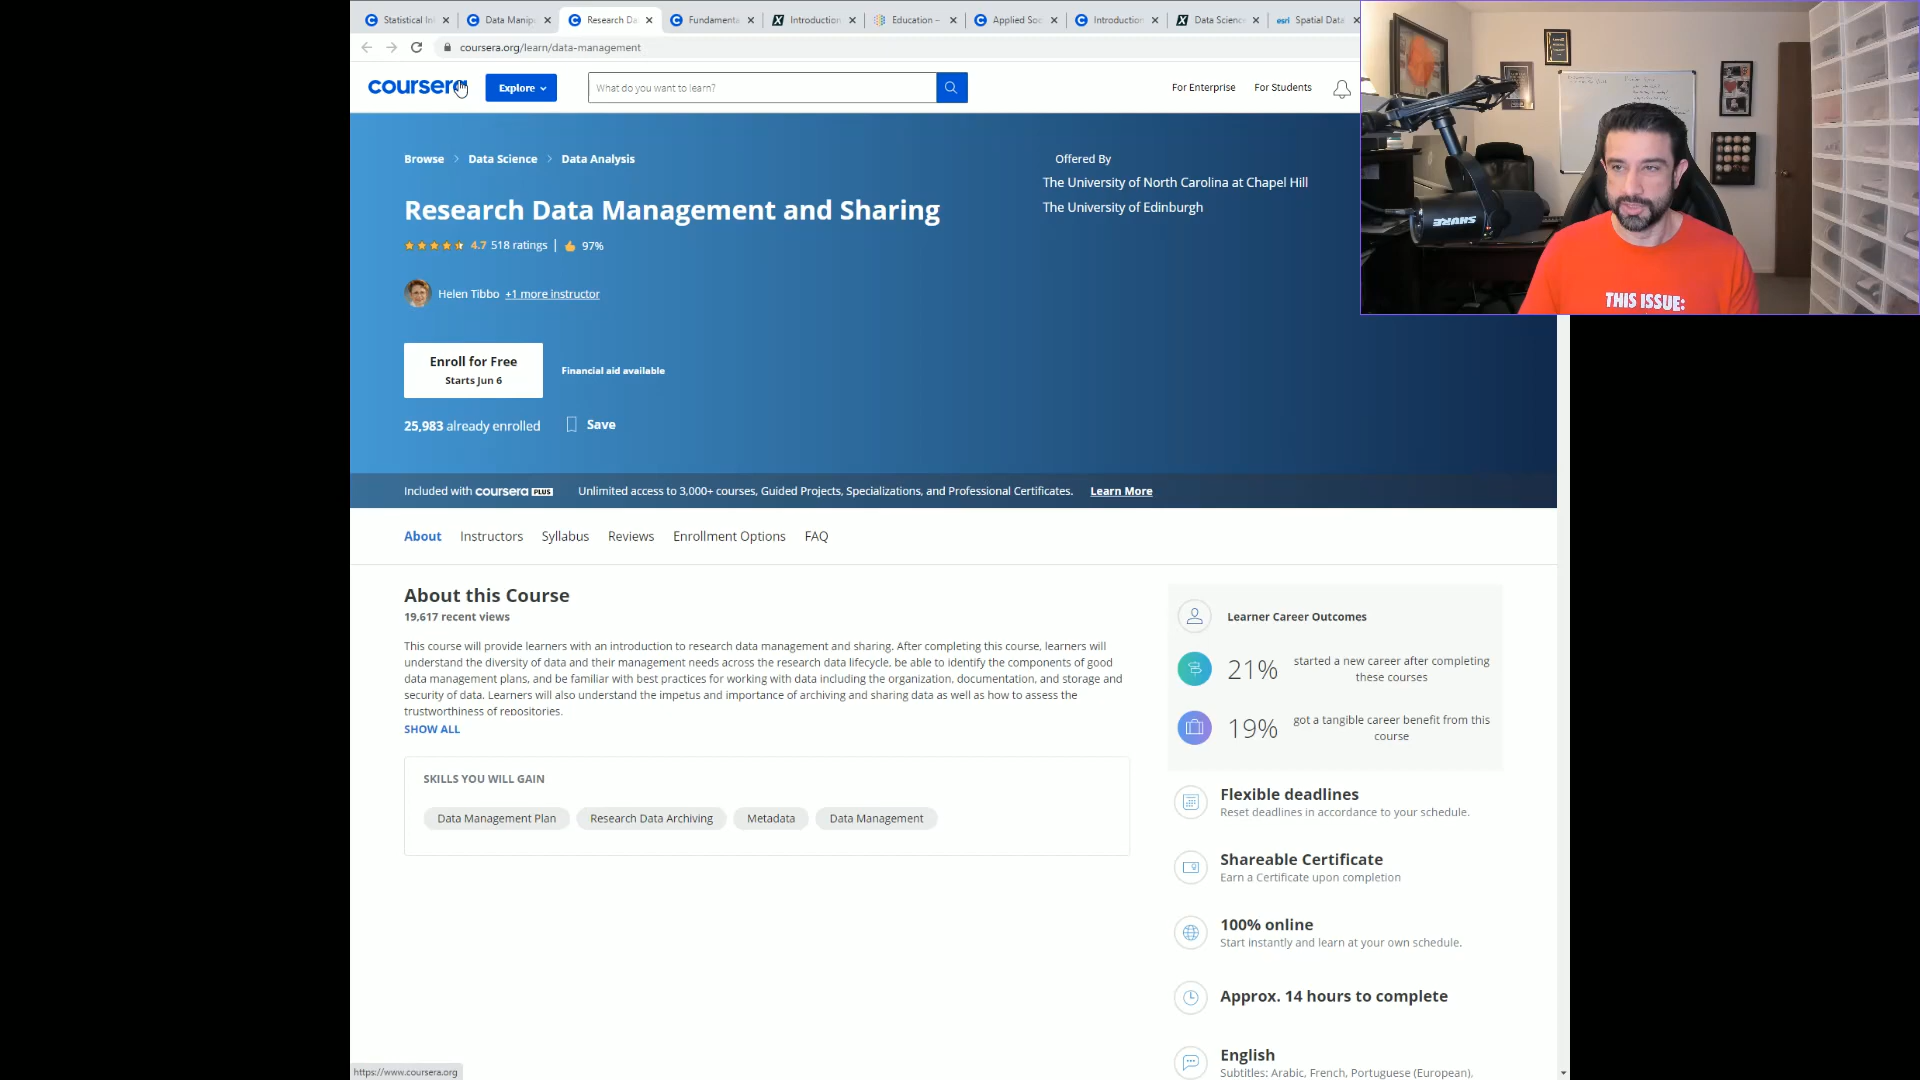 Statistical In
Data Manip
Research Da
Fundamenta
Introduction
Education –
Applied Soc
Introduction
Data Science
esri Spatial Data
coursera.org/learn/data-management
coursera
Explore
What do you want to learn?
For Enterprise
For Students
Browse > Data Science > Data Analysis
Research Data Management and Sharing
4.7 518 ratings | 97%
Helen Tibbo +1 more instructor
Offered By
The University of North Carolina at Chapel Hill
The University of Edinburgh
SHURE
THIS ISSUE:
Enroll for Free
Starts Jun 6
Financial aid available
25,983 already enrolled
Save
Included with coursera PLUS
Unlimited access to 3,000+ courses, Guided Projects, Specializations, and Professional Certificates. Learn More
About
Instructors
Syllabus
Reviews
Enrollment Options
FAQ
About this Course
19,617 recent views
This course will provide learners with an introduction to research data management and sharing. After completing this course, learners will
understand the diversity of data and their management needs across the research data lifecycle, be able to identify the components of good
data management plans, and be familiar with best practices for working with data including the organization, documentation, and storage and
security of data. Learners will also understand the impetus and importance of archiving and sharing data as well as how to assess the
trustworthiness of repositories.
SHOW ALL
SKILLS YOU WILL GAIN
Data Management Plan
Research Data Archiving
Metadata
Data Management
Learner Career Outcomes
21% started a new career after completing
these courses
19% got a tangible career benefit from this
course
Flexible deadlines
Reset deadlines in accordance to your schedule.
Shareable Certificate
Earn a Certificate upon completion
100% online
Start instantly and learn at your own schedule.
Approx. 14 hours to complete
English
Subtitles: Arabic, French, Portuguese (European),
https://www.coursera.org